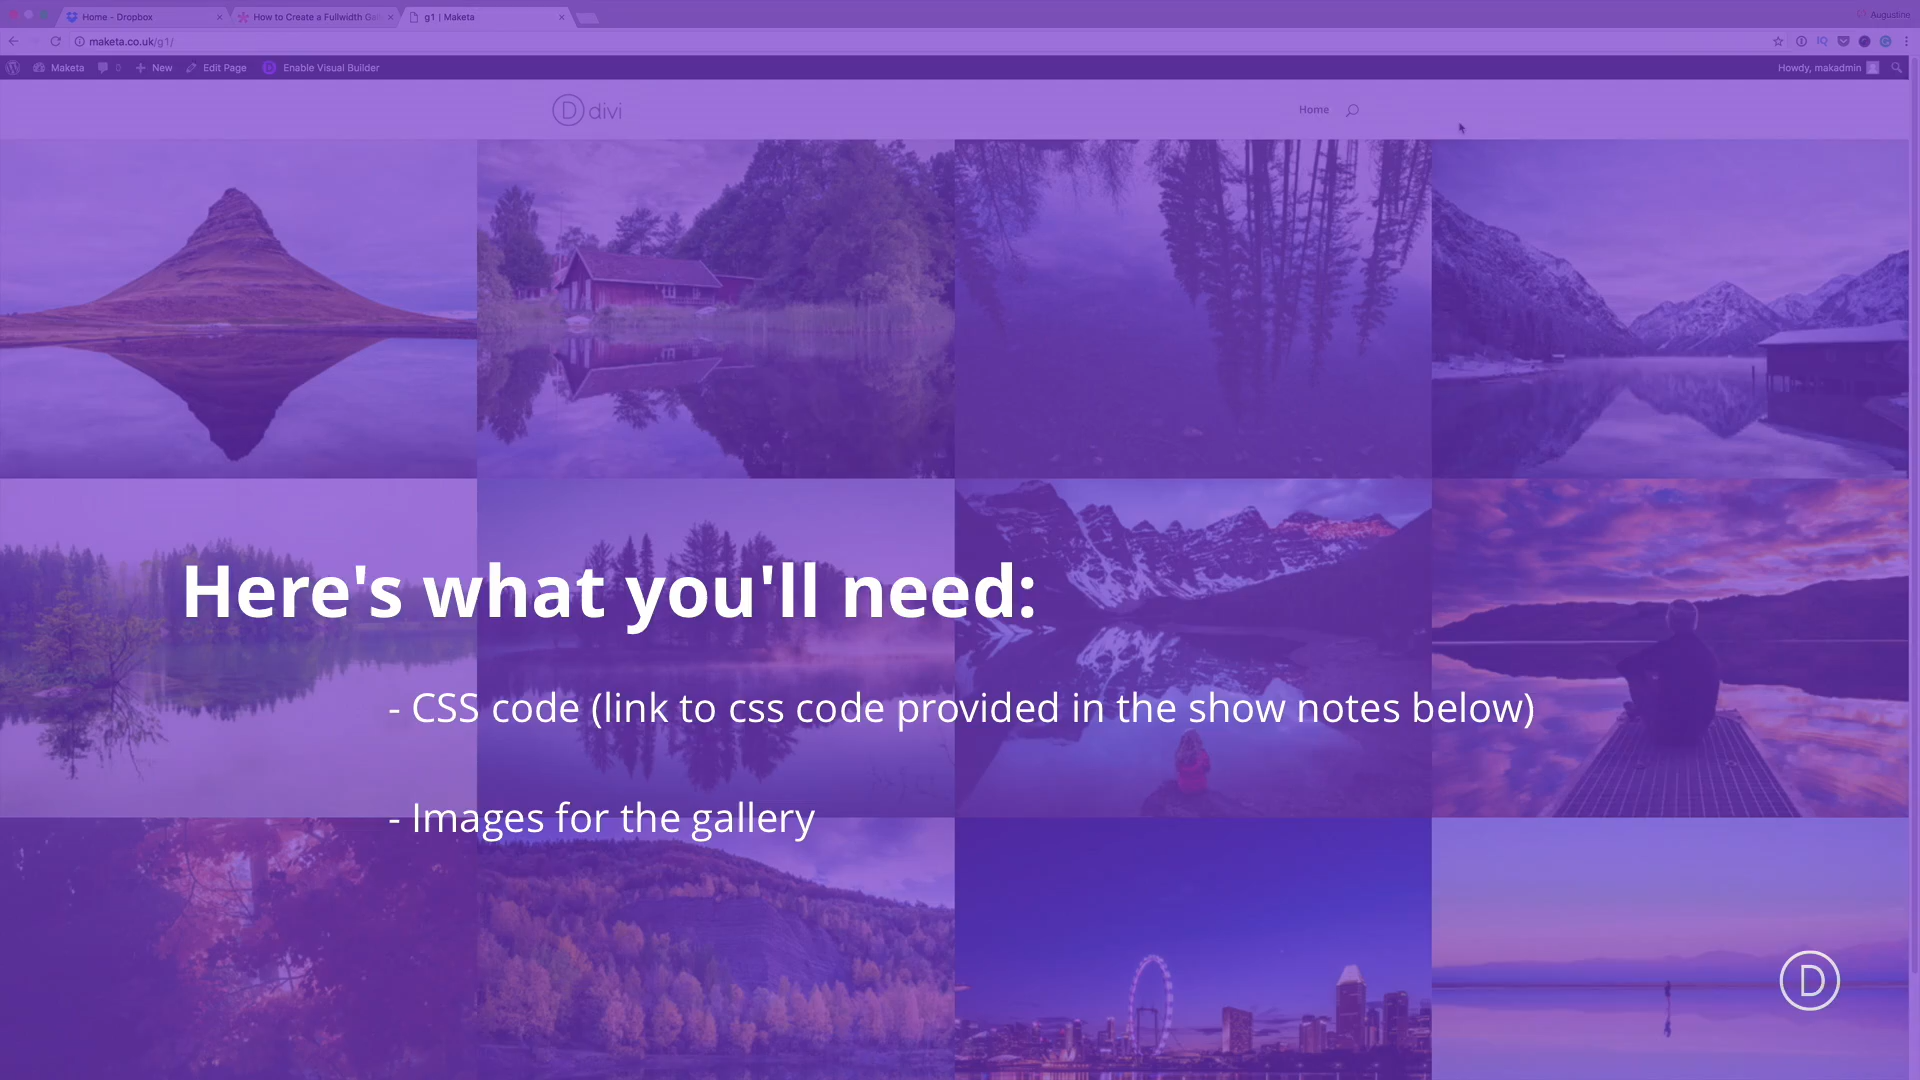 Home - Dropbox
How to Create a Fullwidth Gal
g1 | Maketa
Augustine
maketa.co.uk/g1/
Maketa
0
New
Edit Page
Enable Visual Builder
Howdy, makadmin
D divi
Home
Here's what you'll need:
- CSS code (link to css code provided in the show notes below)
- Images for the gallery
D